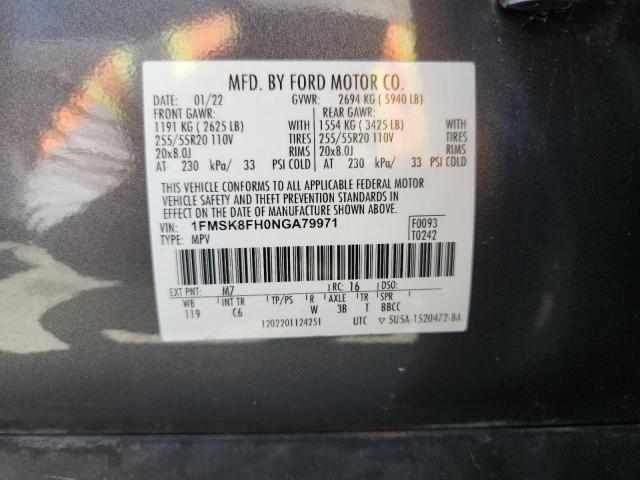 MFD. BY FORD MOTOR CO.
DATE: 01/22 GVWR: 2694 KG ( 5940 LB)
FRONT GAWR: REAR GAWR:
1191 KG ( 2625 LB) WITH 1554 KG ( 3425 LB) WITH
255/55R20 110V TIRES 255/55R20 110V TIRES
20x8.0J RIMS 20x8.0J RIMS
AT 230 kPa/ 33 PSI COLD AT 230 kPa/ 33 PSI COLD
THIS VEHICLE CONFORMS TO ALL APPLICABLE FEDERAL MOTOR
VEHICLE SAFETY AND THEFT PREVENTION STANDARDS IN
EFFECT ON THE DATE OF MANUFACTURE SHOWN ABOVE.
VIN: 1FMSK8FH0NGA79971 F0093
TYPE: MPV T0242
EXT PNT: M7 RC: 16 DSO:
WB INT TR TP/PS R AXLE TR SPR
119 C6 W 3B T BBCC
1202201124251 UTC ▽ 5U5A-1520472-BA